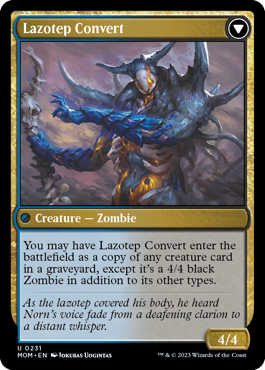 Lazotep Convert
Creature — Zombie
You may have Lazotep Convert enter the
battlefield as a copy of any creature card
in a graveyard, except it's a 4/4 black
Zombie in addition to its other types.
As the lazotep covered his body, he heard
Norn's voice fade from a deafening clarion to
a distant whisper.
4/4
U 0231
MOM • EN JOKUBAS UOGINTAS
™ & © 2023 Wizards of the Coast